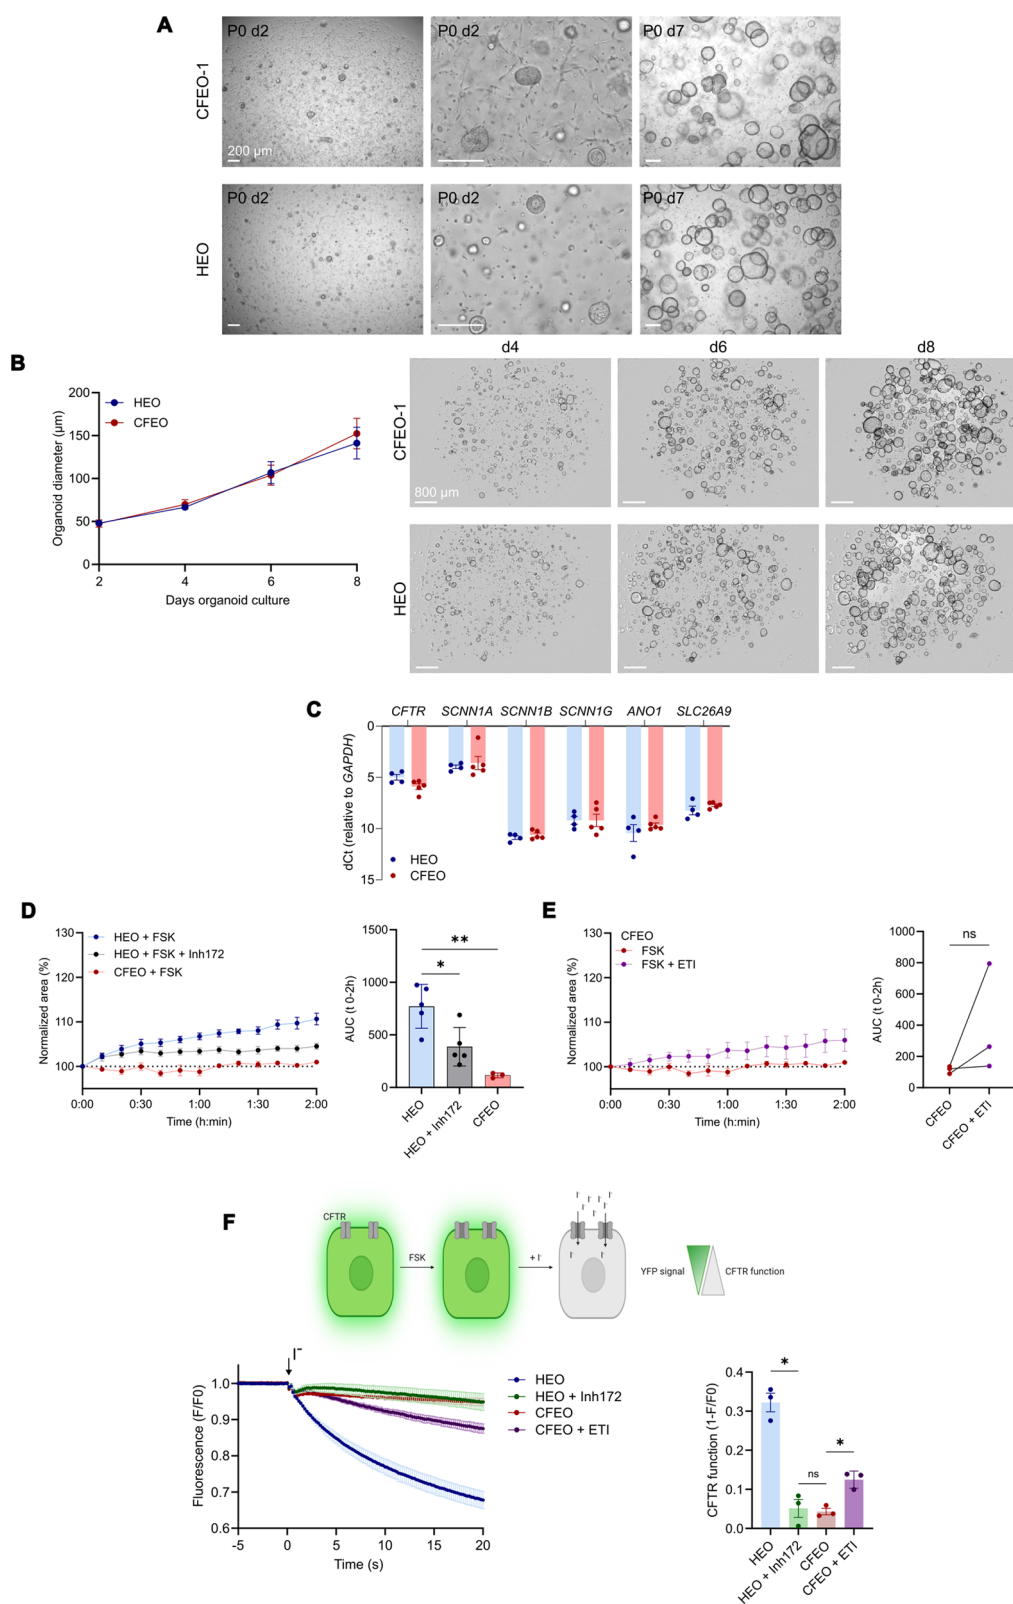 A
CFEO-1
P0 d2
200 µm
P0 d2
P0 d7
HEO
P0 d2
P0 d2
P0 d7
B
Organoid diameter (µm)
200
150
100
50
0
HEO
CFEO
2
4
6
8
Days organoid culture
d4
d6
d8
CFEO-1
800 µm
HEO
C
CFTR
SCNN1A
SCNN1B
SCNN1G
ANO1
SLC26A9
dCt (relative to GAPDH)
0
5
10
15
HEO
CFEO
D
Normalized area (%)
130
120
110
100
HEO + FSK
HEO + FSK + Inh172
CFEO + FSK
0:00
0:30
1:00
1:30
2:00
Time (h:min)
AUC (t 0-2h)
1500
1000
500
0
**
*
HEO
HEO + Inh172
CFEO
E
Normalized area (%)
130
120
110
100
CFEO
FSK
FSK + ETI
0:00
0:30
1:00
1:30
2:00
Time (h:min)
AUC (t 0-2h)
1000
800
600
400
200
0
ns
CFEO
CFEO + ETI
F
CFTR
FSK
+ I-
I- I- I- I-
I- I-
I- I-
YFP signal
CFTR function
I-
Fluorescence (F/F0)
1.0
0.9
0.8
0.7
0.6
HEO
HEO + Inh172
CFEO
CFEO + ETI
-5
0
5
10
15
20
Time (s)
CFTR function (1-F/F0)
0.4
0.3
0.2
0.1
0.0
*
ns
*
HEO
HEO + Inh172
CFEO
CFEO + ETI